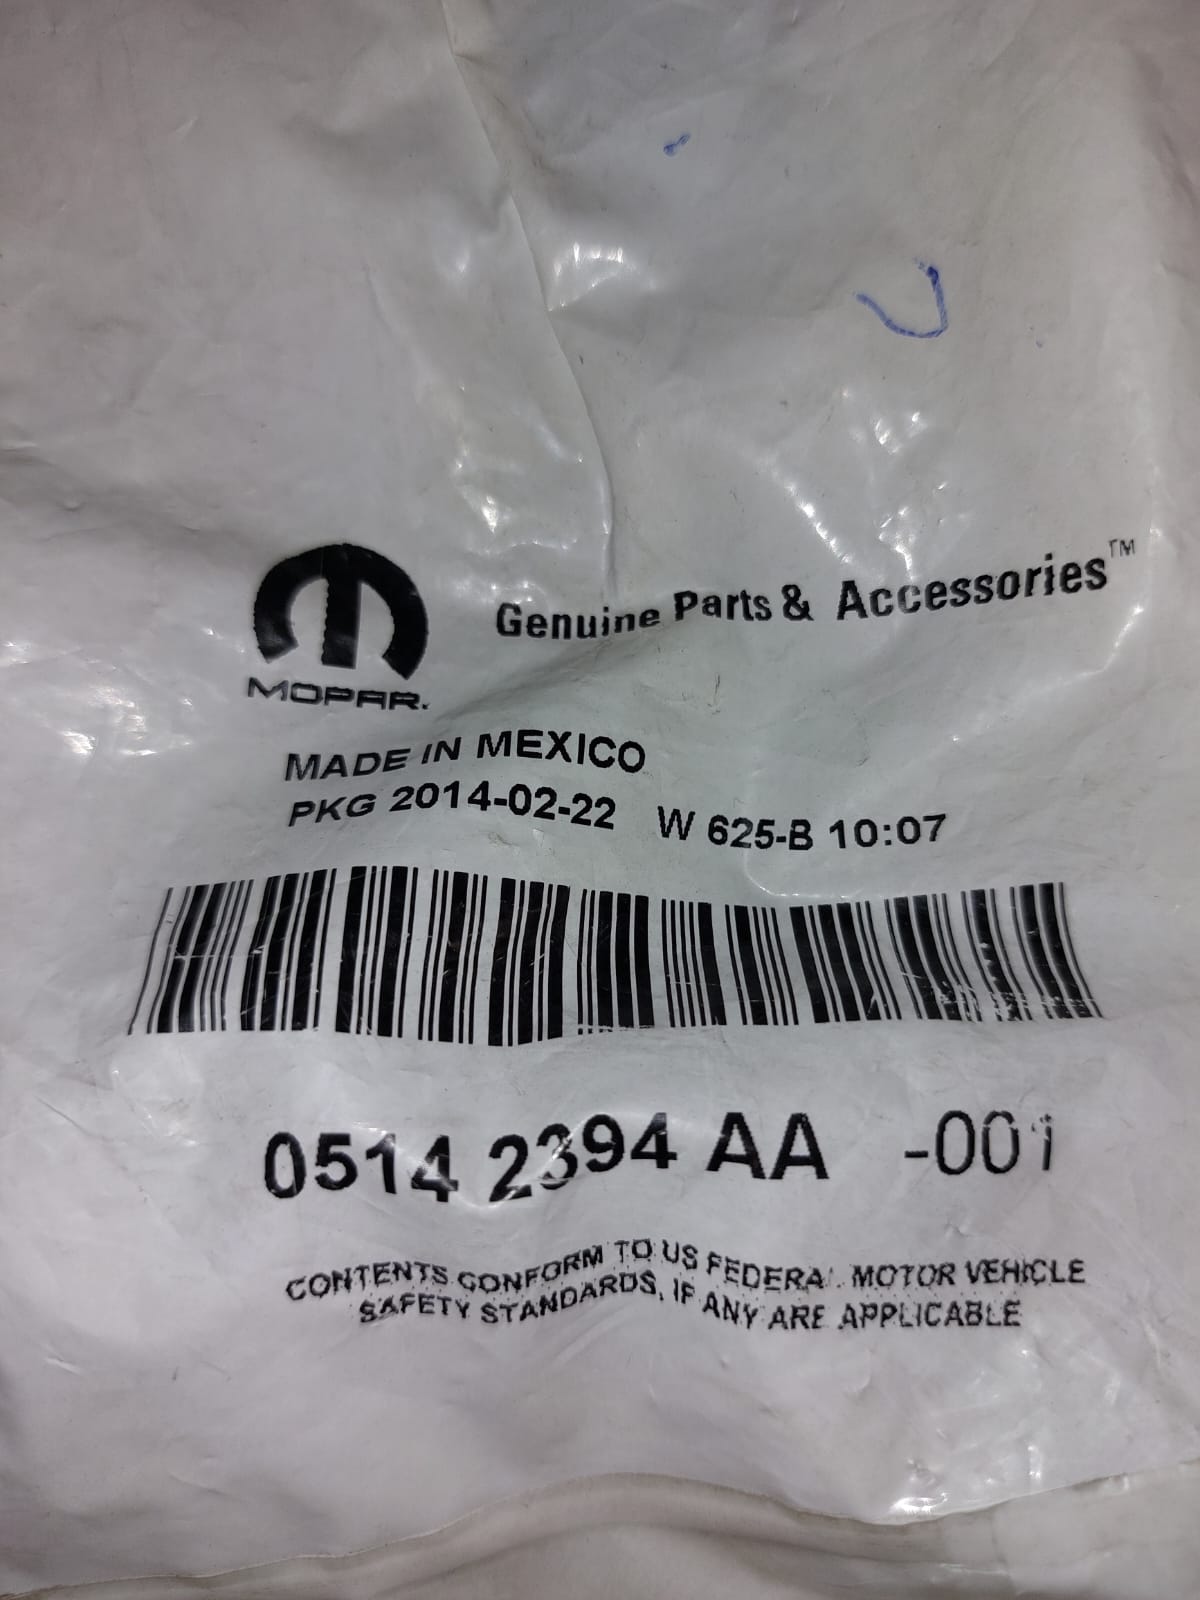 Genuine Parts & Accessories™
MOPAR.
MADE IN MEXICO
PKG 2014-02-22 W 625-B 10:07
0514 2394 AA -001
CONTENTS CONFORM TO US FEDERAL MOTOR VEHICLE
SAFETY STANDARDS, IF ANY ARE APPLICABLE